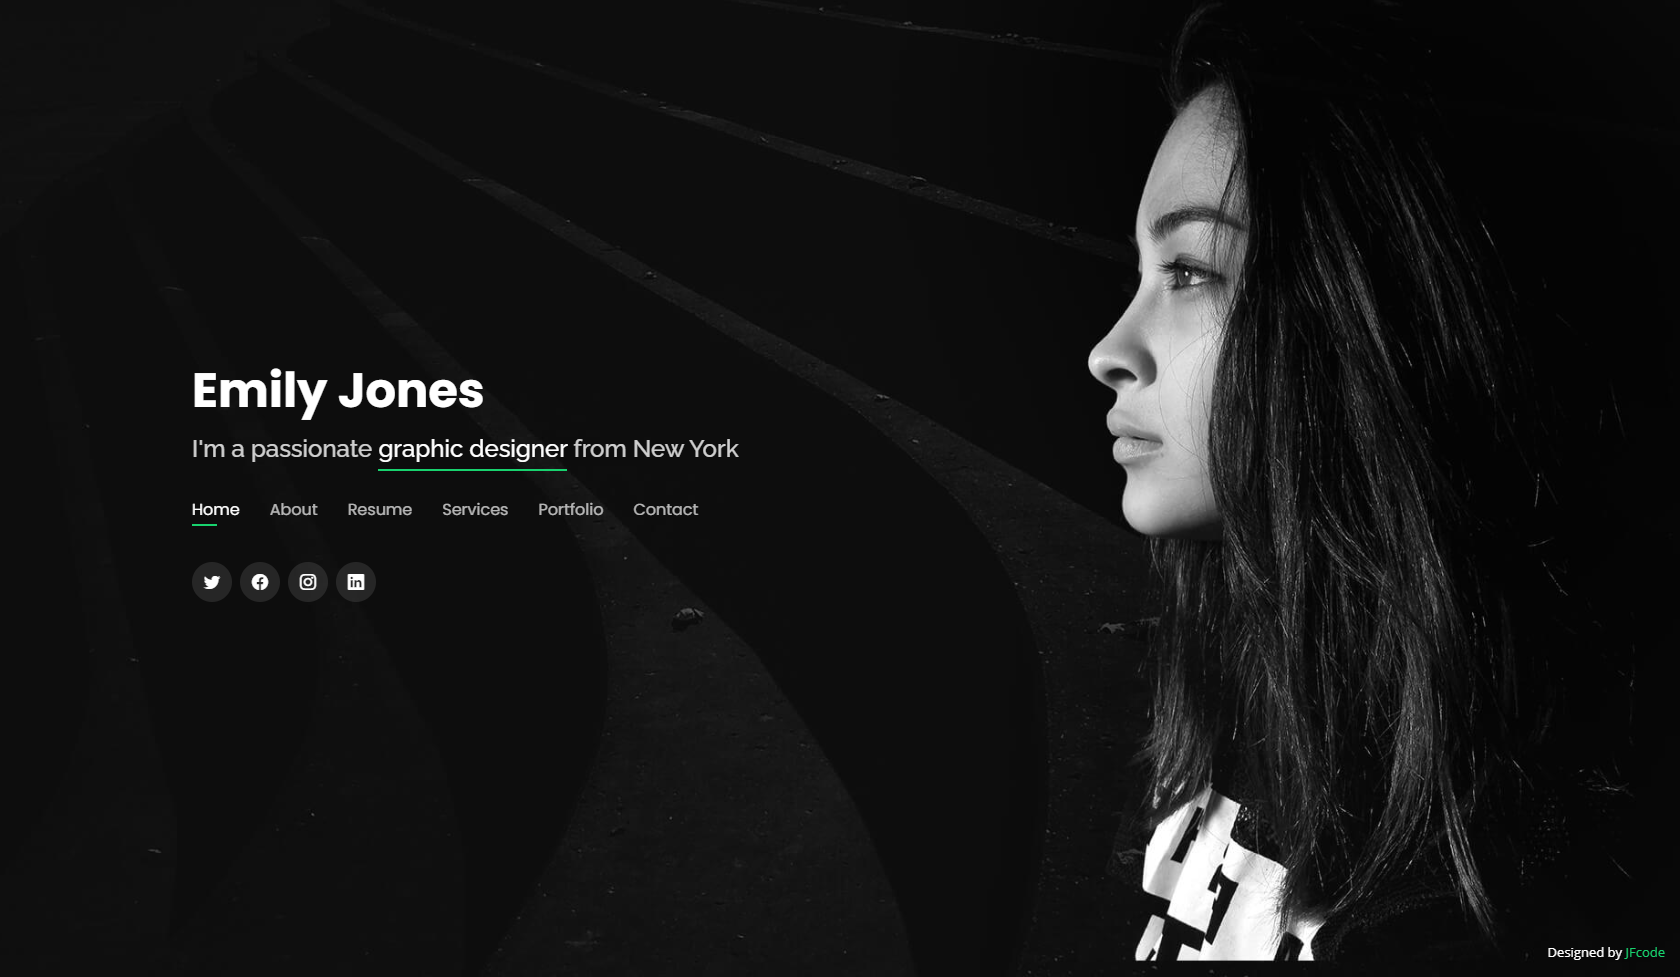 Emily Jones
I'm a passionate graphic designer from New York
Home About Resume Services Portfolio Contact
Designed by JFcode